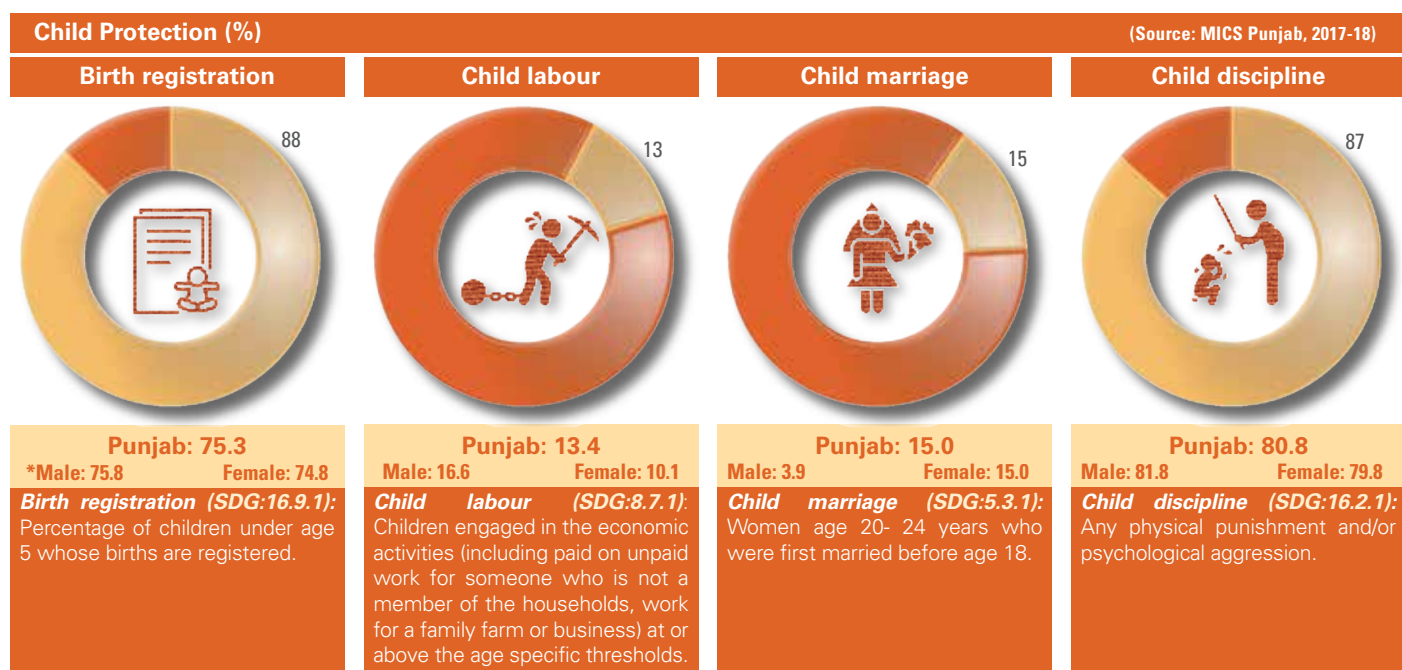 Child Protection (%)
(Source: MICS Punjab, 2017-18)
Birth registration
88
Punjab: 75.3
*Male: 75.8 Female: 74.8
Birth registration (SDG:16.9.1):
Percentage of children under age
5 whose births are registered.
Child labour
13
Punjab: 13.4
Male: 16.6 Female: 10.1
Child labour (SDG:8.7.1):
Children engaged in the economic
activities (including paid on unpaid
work for someone who is not a
member of the households, work
for a family farm or business) at or
above the age specific thresholds.
Child marriage
15
Punjab: 15.0
Male: 3.9 Female: 15.0
Child marriage (SDG:5.3.1):
Women age 20- 24 years who
were first married before age 18.
Child discipline
87
Punjab: 80.8
Male: 81.8 Female: 79.8
Child discipline (SDG:16.2.1):
Any physical punishment and/or
psychological aggression.